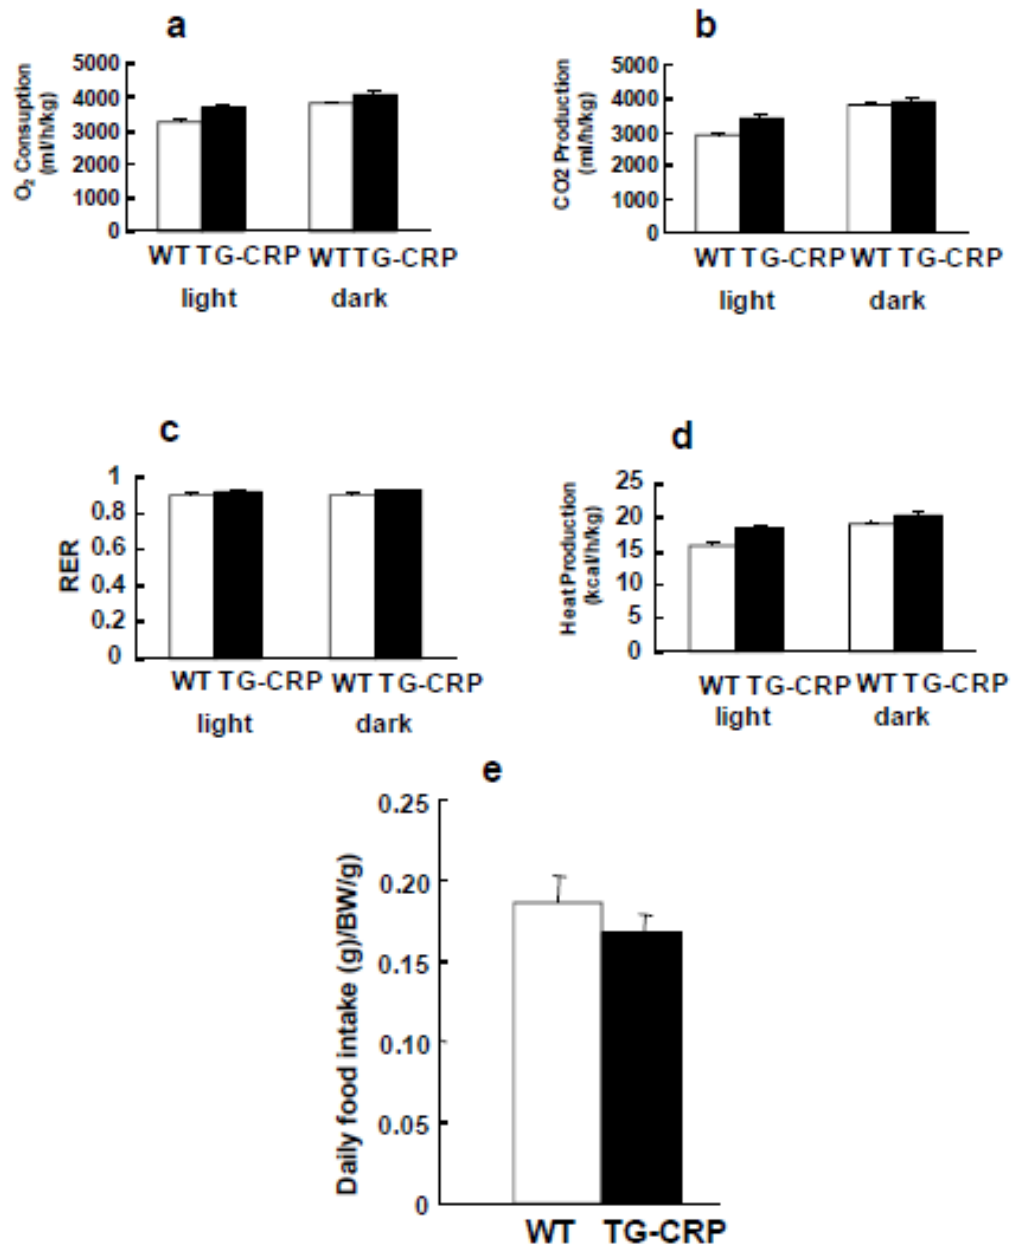 a
O₂ Consuption
(ml/h/kg)
5000
4000
3000
2000
1000
0
WT TG-CRP WTTG-CRP
light dark
b
CO2 Production
(ml/h/kg)
5000
4000
3000
2000
1000
0
WT TG-CRP WT TG-CRP
light dark
c
RER
1
0.8
0.6
0.4
0.2
0
WT TG-CRP WT TG-CRP
light dark
d
Heat Production
(kcal/h/kg)
25
20
15
10
5
0
WT TG-CRP WT TG-CRP
light dark
e
Daily food intake (g)/BW/g)
0.25
0.20
0.15
0.10
0.05
0
WT TG-CRP